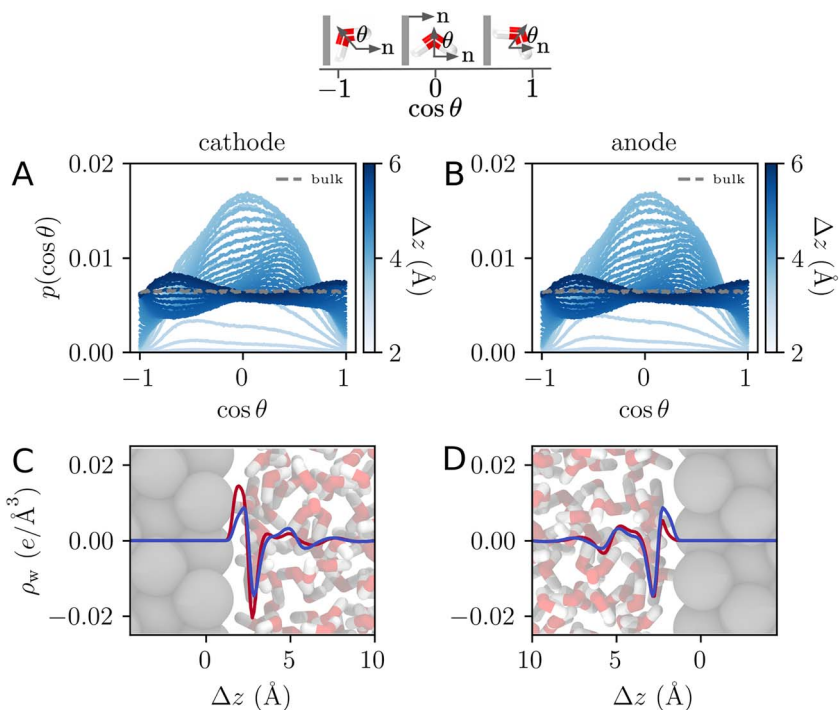 θ n n θ θ n
−1 0 1
cos θ
cathode anode
A B
0.02 6 0.02 6
bulk bulk
p(cos θ) 0.01 4 Δz (Å) 0.01 4 Δz (Å)
0.00 2 0.00 2
−1 0 1 −1 0 1
cos θ cos θ
C D
0.02 0.02
ρw (e/Å³) 0.00 0.00
−0.02 −0.02
0 5 10 10 5 0
Δz (Å) Δz (Å)